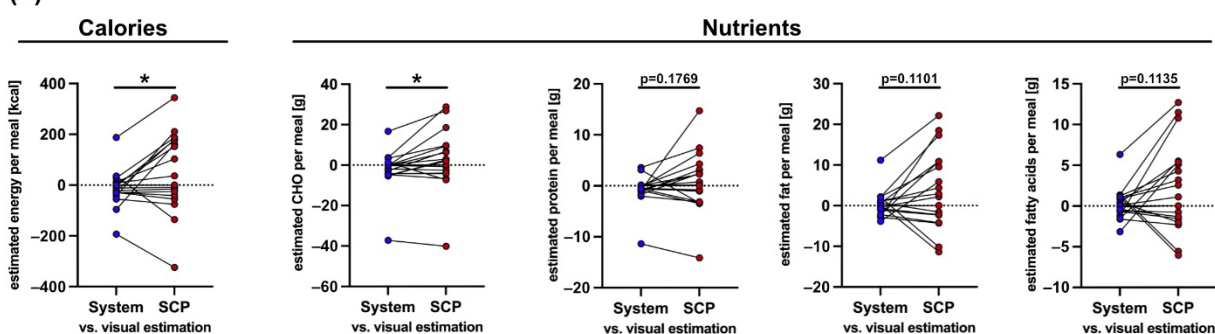 Calories
Nutrients
estimated energy per meal [kcal]
400
200
0
−200
−400
*
System SCP
vs. visual estimation
estimated CHO per meal [g]
40
20
0
−20
−40
−60
*
System SCP
vs. visual estimation
estimated protein per meal [g]
20
10
0
−10
−20
p=0.1769
System SCP
vs. visual estimation
estimated fat per meal [g]
30
20
10
0
−10
−20
p=0.1101
System SCP
vs. visual estimation
estimated fatty acids per meal [g]
15
10
5
0
−5
−10
p=0.1135
System SCP
vs. visual estimation